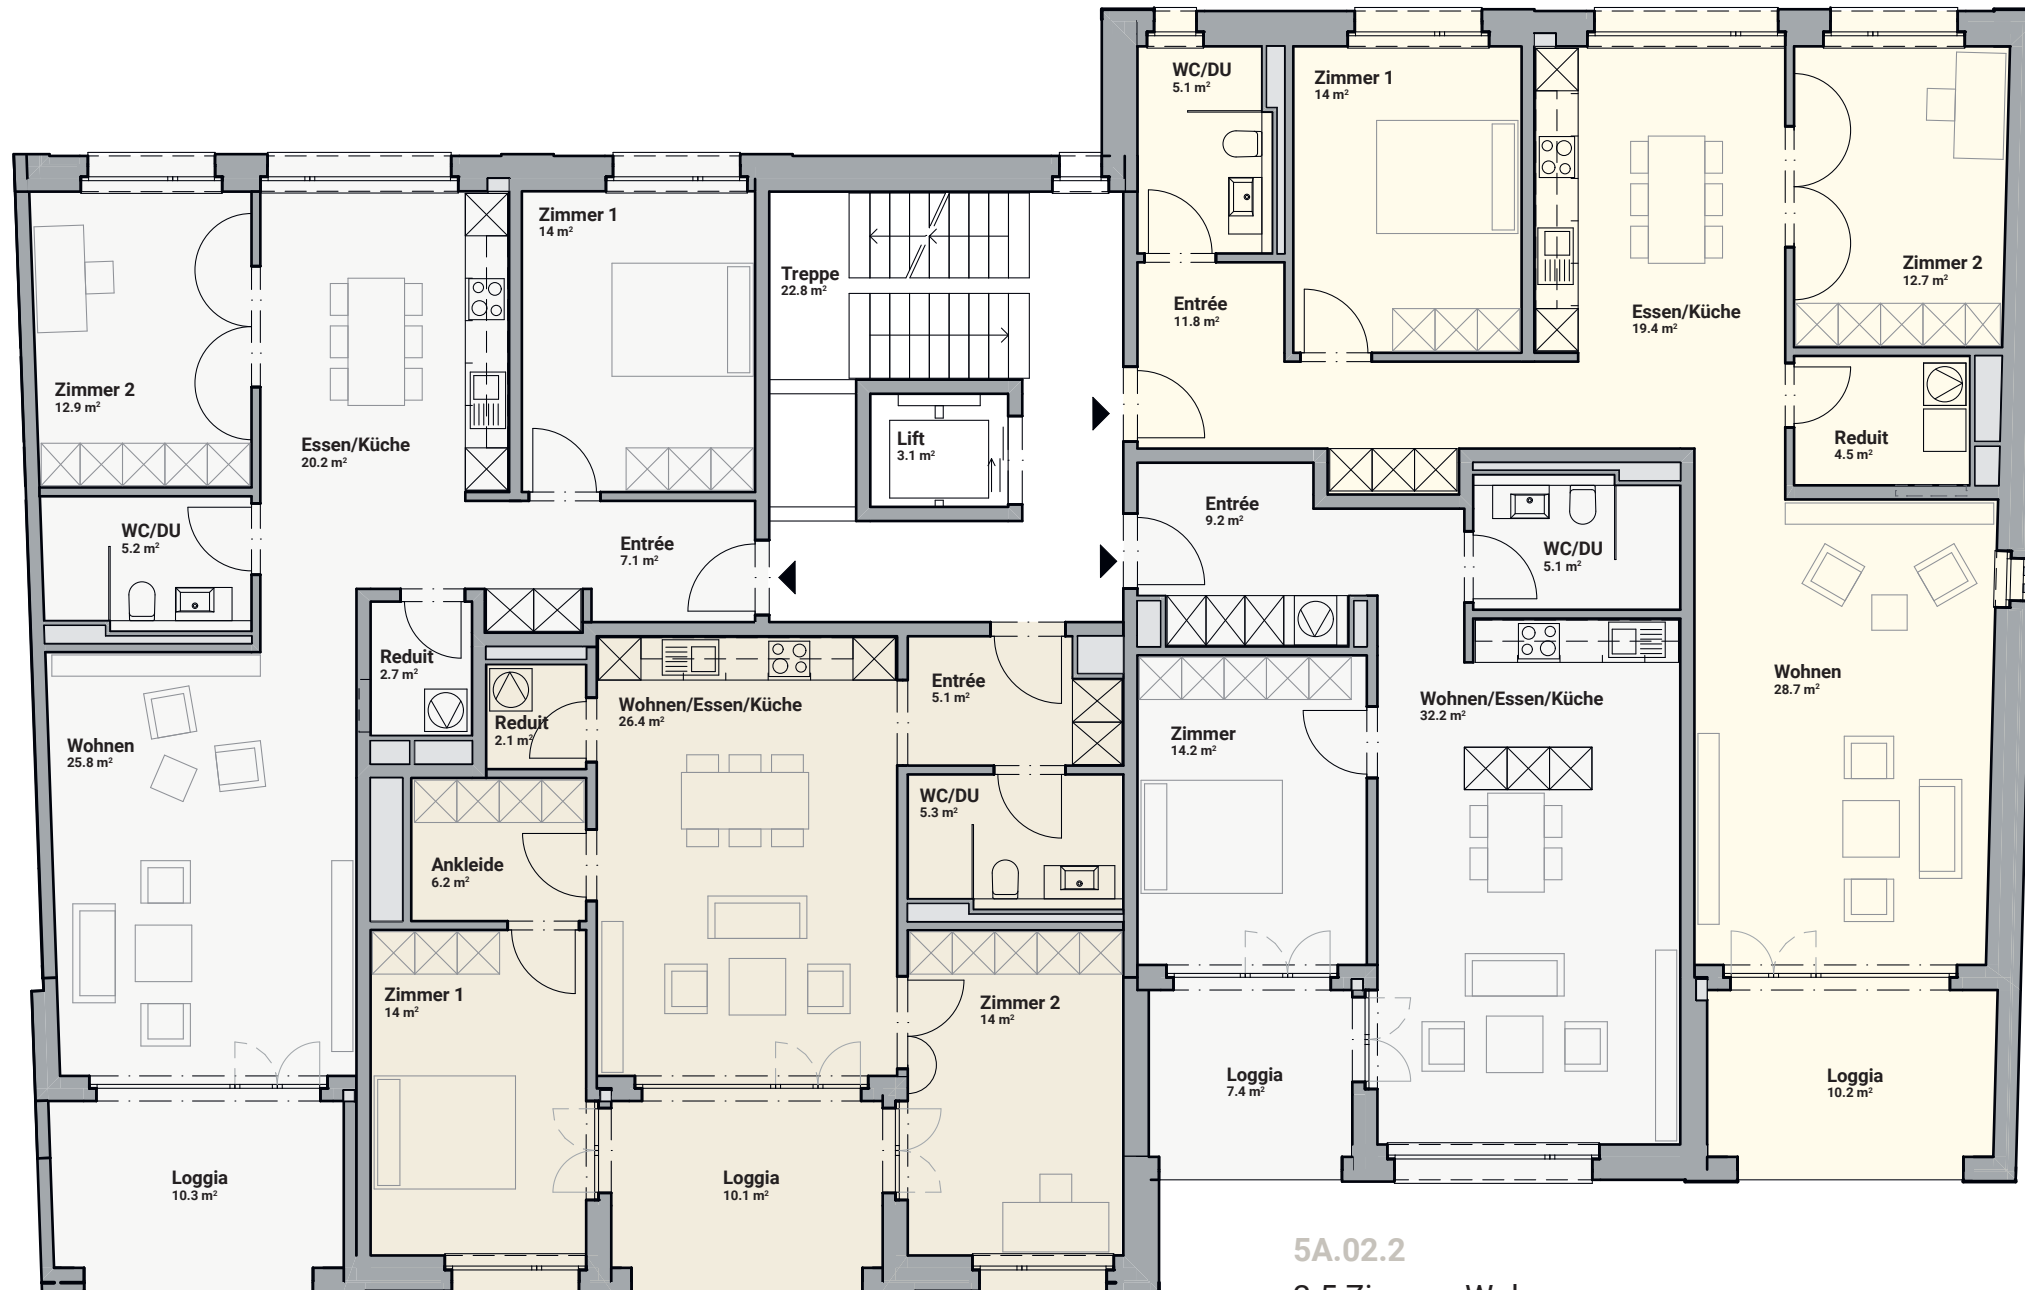 WC/DU
5.1 m²
Zimmer 1
14 m²
Zimmer 2
12.7 m²
Entrée
11.8 m²
Essen/Küche
19.4 m²
Zimmer 1
14 m²
Treppe
22.8 m²
Zimmer 2
12.9 m²
Essen/Küche
20.2 m²
Lift
3.1 m²
Reduit
4.5 m²
WC/DU
5.2 m²
Entrée
7.1 m²
Entrée
9.2 m²
WC/DU
5.1 m²
Reduit
2.7 m²
Wohnen
25.8 m²
Reduit
2.1 m²
Wohnen/Essen/Küche
26.4 m²
Entrée
5.1 m²
Zimmer
14.2 m²
Wohnen/Essen/Küche
32.2 m²
Wohnen
28.7 m²
WC/DU
5.3 m²
Ankleide
6.2 m²
Zimmer 1
14 m²
Zimmer 2
14 m²
Loggia
7.4 m²
Loggia
10.2 m²
Loggia
10.3 m²
Loggia
10.1 m²
5A.02.2